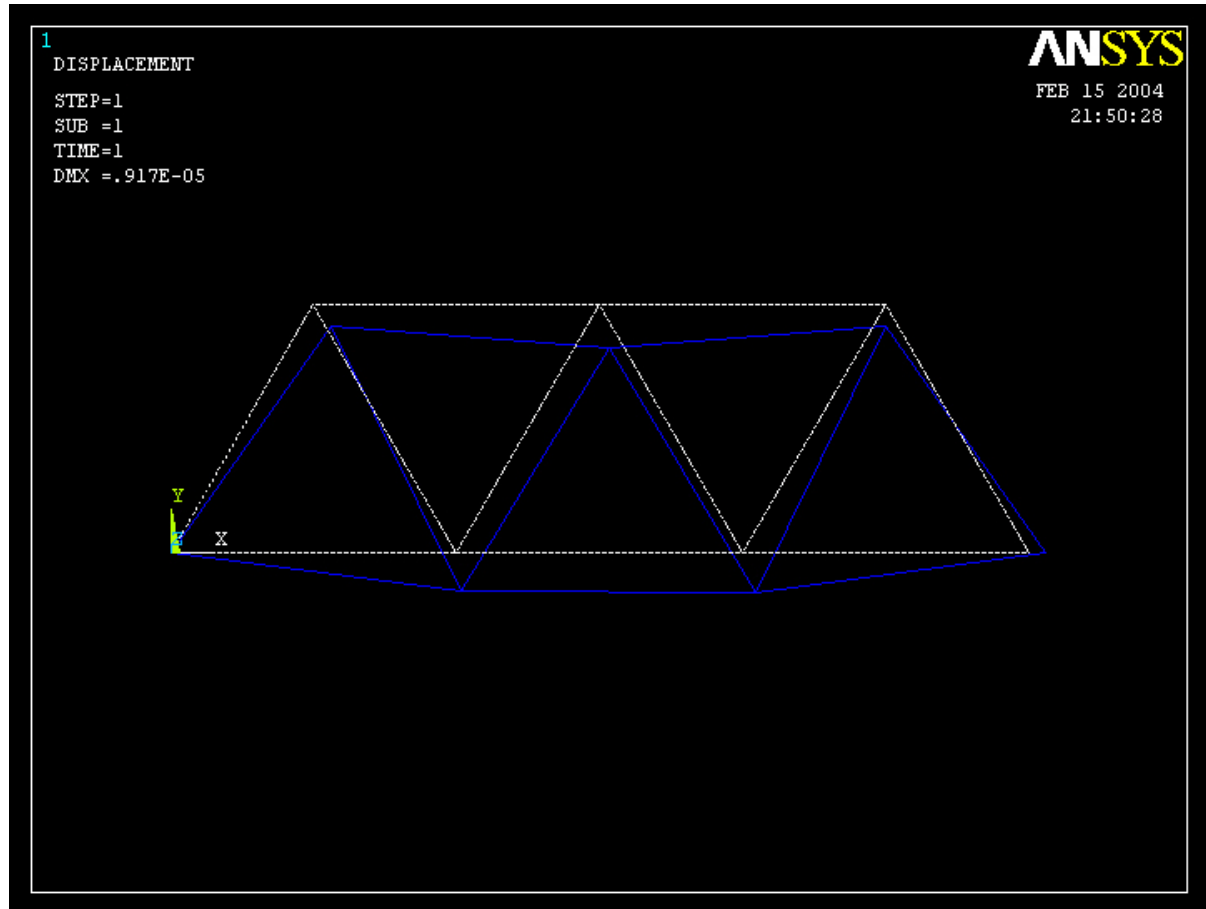 1
DISPLACEMENT
STEP=1
SUB =1
TIME=1
DMX =.917E-05
ANSYS
FEB 15 2004
21:50:28
Y
X